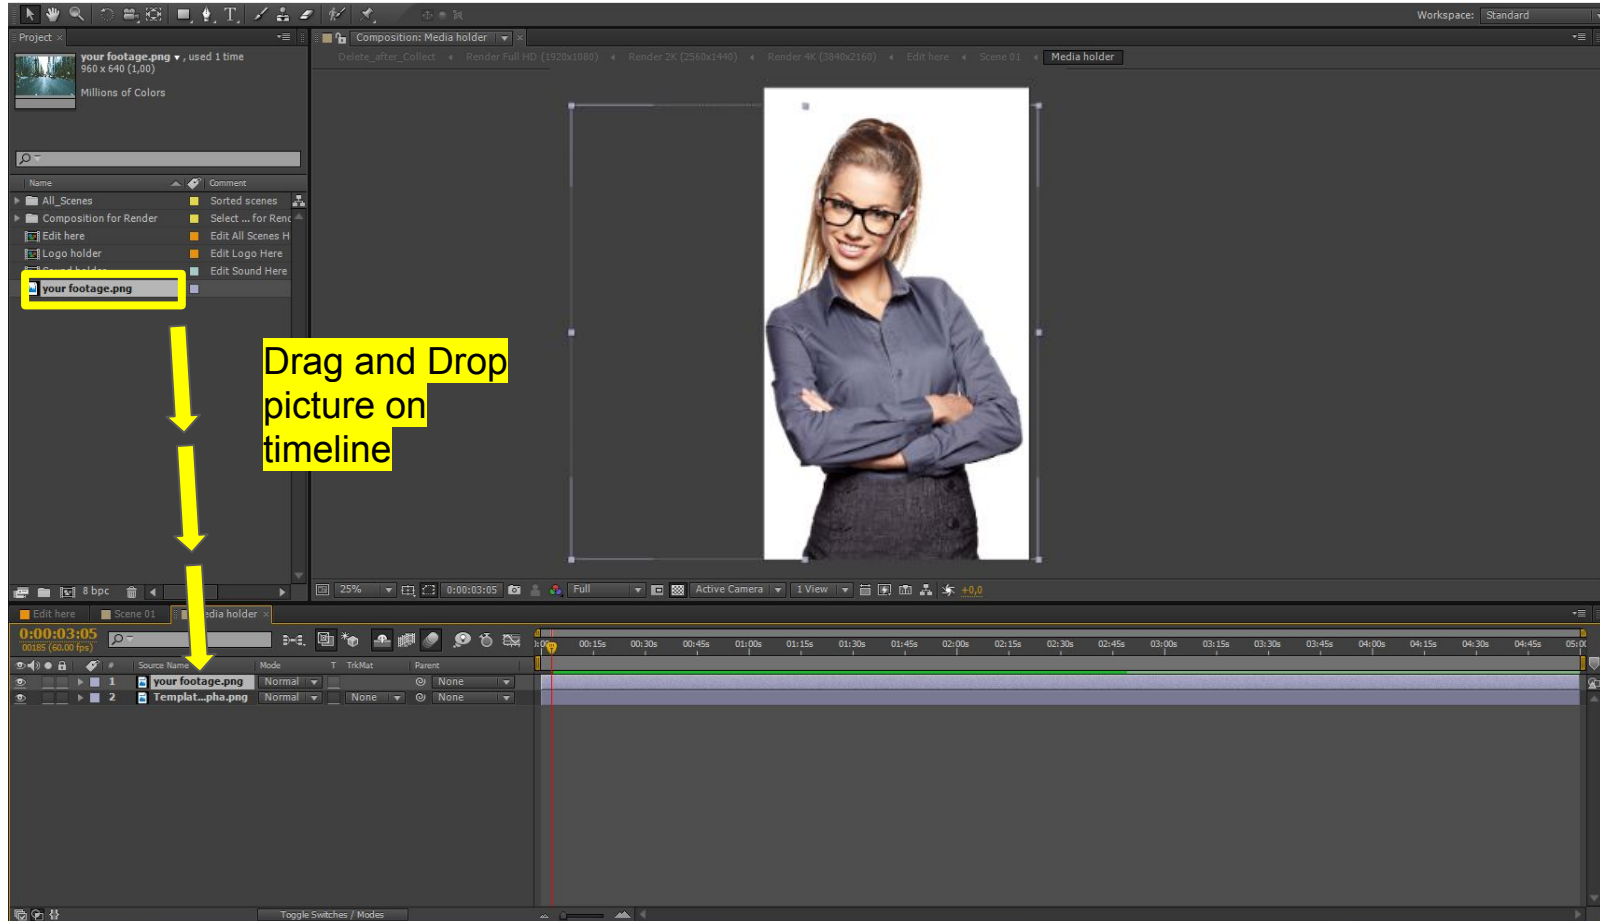 Workspace: Standard
Project
Composition: Media holder
your footage.png , used 1 time
960 x 640 (1,00)
Millions of Colors
Delete_after_Collect Render Full HD (1920x1080) Render 2K (2560x1440) Render 4K (3840x2160) Edit here Scene 01 Media holder
Name Comment
All_Scenes Sorted scenes
Composition for Render Select ... for Renc
Edit here Edit All Scenes H
Logo holder Edit Logo Here
Edit Sound Here
your footage.png
Drag and Drop
picture on
timeline
8 bpc
25% 0:00:03:05 Full Active Camera 1 View +0,0
Edit here Scene 01 edia holder
0:00:03:05
00185 (60.00 fps)
00:15s 00:30s 00:45s 01:00s 01:15s 01:30s 01:45s 02:00s 02:15s 02:30s 02:45s 03:00s 03:15s 03:30s 03:45s 04:00s 04:15s 04:30s 04:45s
# Source Name Mode T TrkMat Parent
1 your footage.png Normal None
2 Templat...pha.png Normal None None
Toggle Switches / Modes